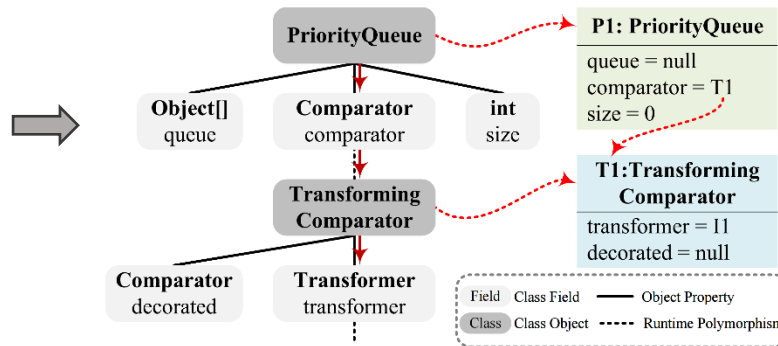 PriorityQueue
Object[]
queue
Comparator
comparator
int
size
Transforming
Comparator
Comparator
decorated
Transformer
transformer
P1: PriorityQueue
queue = null
comparator = T1
size = 0
T1:Transforming
Comparator
transformer = I1
decorated = null
Field Class Field Object Property
Class Class Object Runtime Polymorphism